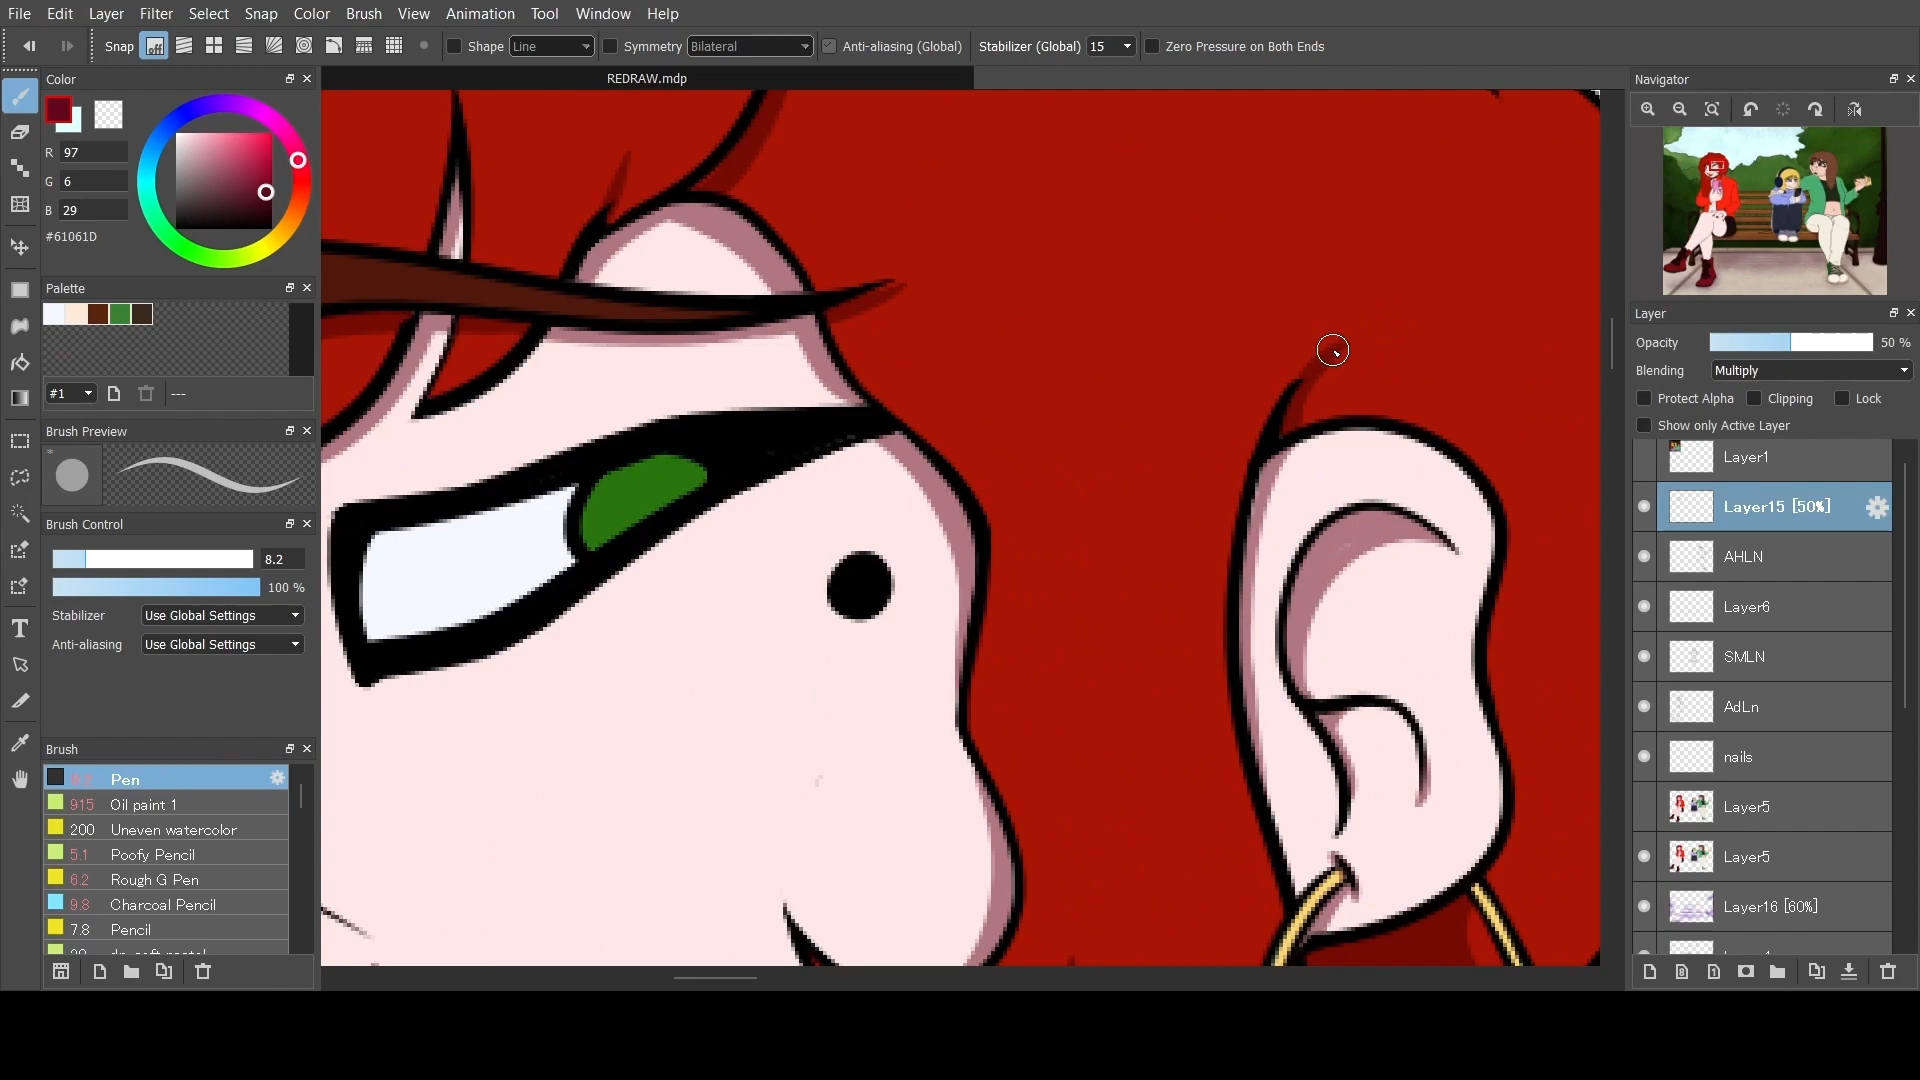 File Edit Layer Filter Select Snap Color Brush View Animation Tool Window Help
Snap off Shape Line Symmetry Bilateral Anti-aliasing (Global) Stabilizer (Global) 15 Zero Pressure on Both Ends
Color
REDRAW.mdp
Navigator
R 97
G 6
B 29
#61061D
Palette
#1 ---
Brush Preview
*
Brush Control
8.2
100 %
Stabilizer Use Global Settings
Anti-aliasing Use Global Settings
Brush
Pen
915 Oil paint 1
200 Uneven watercolor
5.1 Poofy Pencil
6.2 Rough G Pen
9.8 Charcoal Pencil
7.8 Pencil
Layer
Opacity 50 %
Blending Multiply
Protect Alpha Clipping Lock
Show only Active Layer
Layer1
Layer15 [50%]
AHLN
Layer6
SMLN
AdLn
nails
Layer5
Layer5
Layer16 [60%]